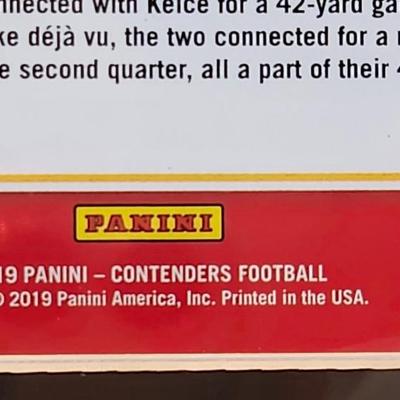 nnected with Kelce for a 42-yard ga
ke déjà vu, the two connected for a
e second quarter, all a part of their
PANINI
19 PANINI – CONTENDERS FOOTBALL
© 2019 Panini America, Inc. Printed in the USA.